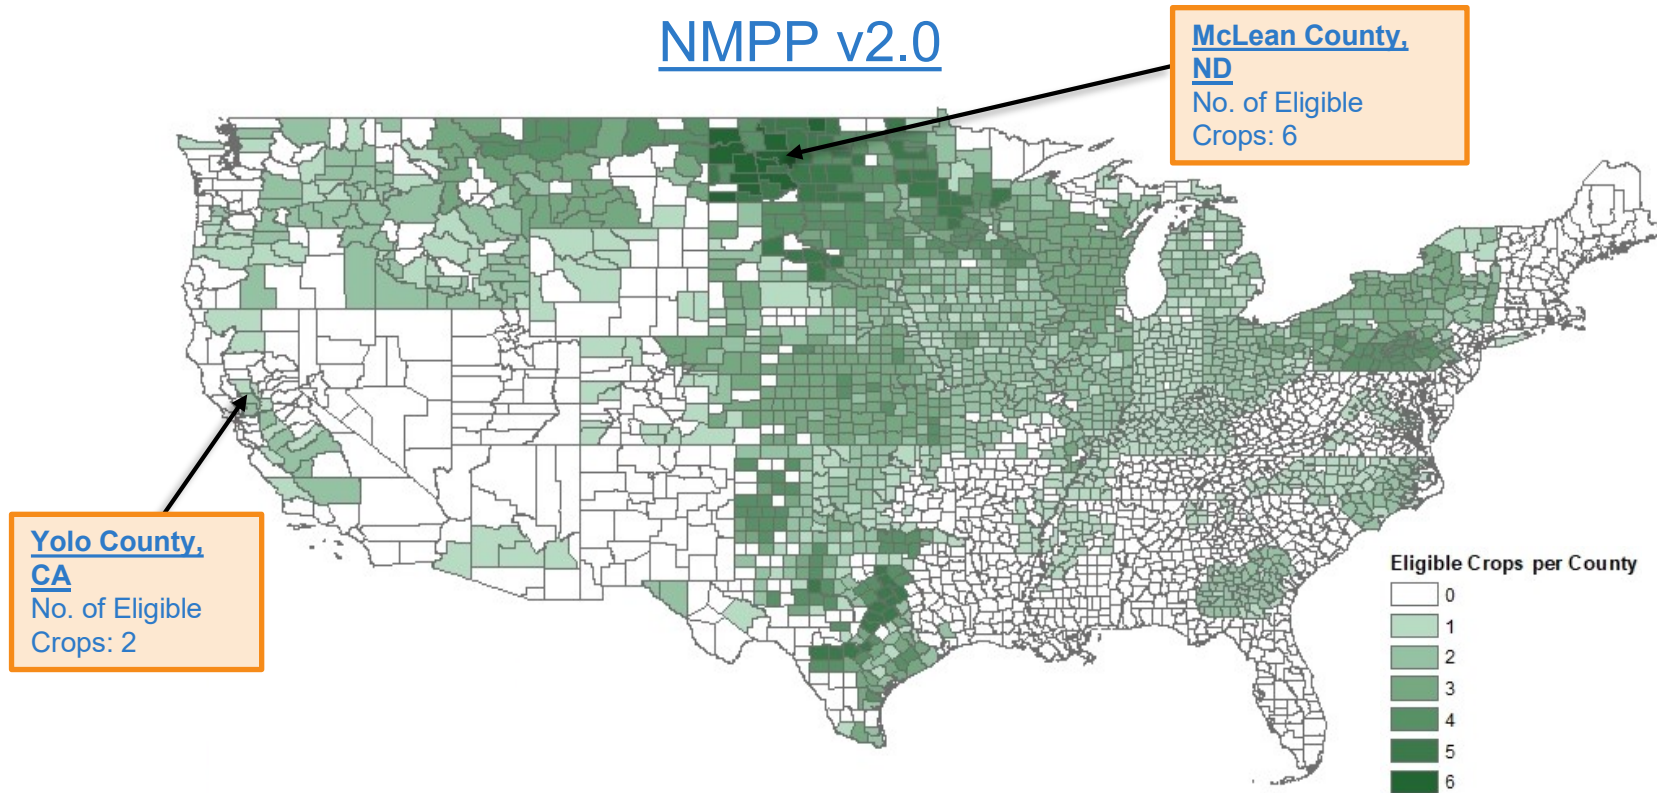 NMPP v2.0
McLean County,
ND
No. of Eligible
Crops: 6
Yolo County,
CA
No. of Eligible
Crops: 2
Eligible Crops per County
0
1
2
3
4
5
6